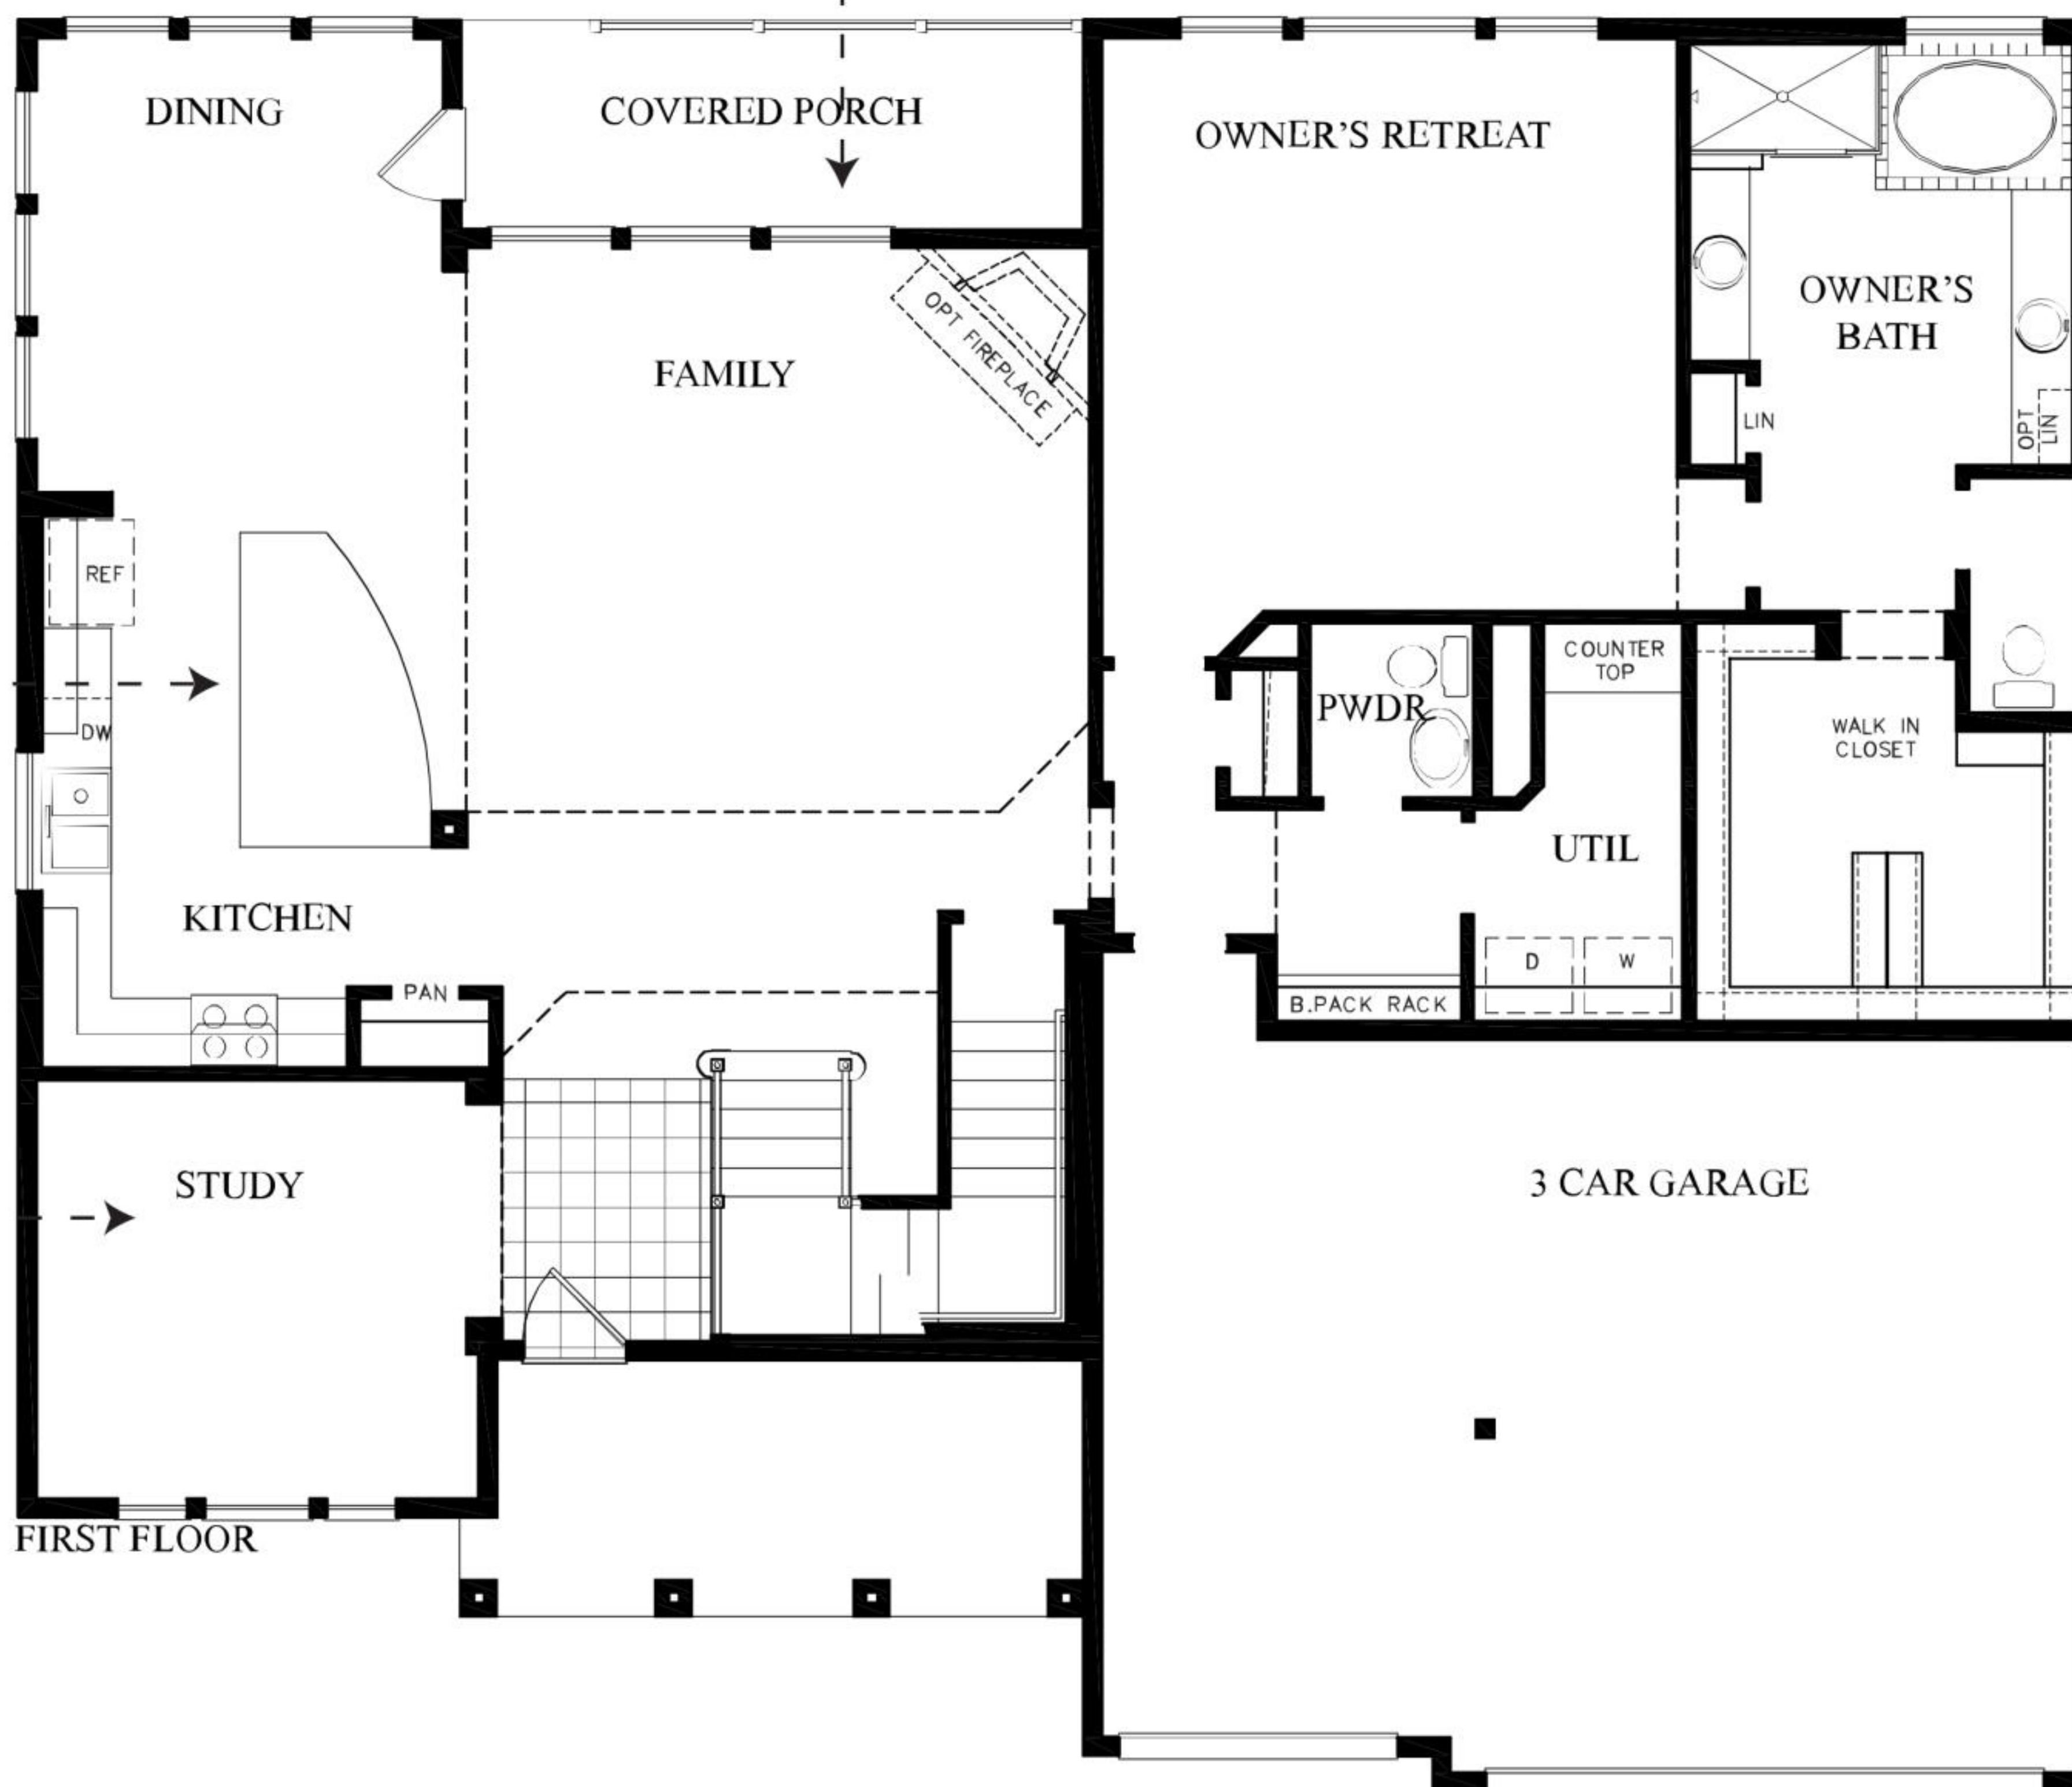 DINING
COVERED PORCH
OWNER'S RETREAT
OWNER'S
BATH
OPT FIREPLACE
FAMILY
LIN
OPT
LIN
REF
COUNTER
TOP
PWDR
DW
WALK IN
CLOSET
UTIL
KITCHEN
PAN
D
W
B.PACK RACK
STUDY
3 CAR GARAGE
FIRST FLOOR